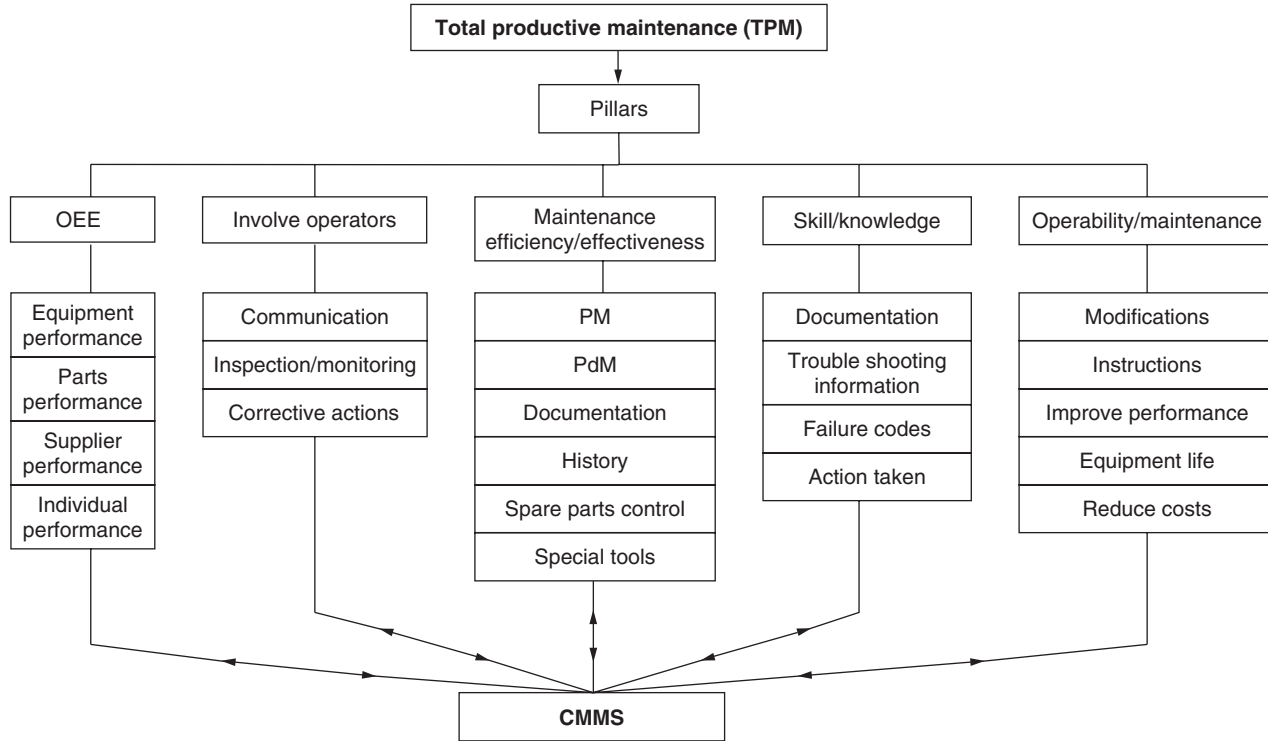 Total productive maintenance (TPM)
Pillars
OEE
Involve operators
Maintenance
efficiency/effectiveness
Skill/knowledge
Operability/maintenance
Equipment
performance
Parts
performance
Supplier
performance
Individual
performance
Communication
Inspection/monitoring
Corrective actions
PM
PdM
Documentation
History
Spare parts control
Special tools
Documentation
Trouble shooting
information
Failure codes
Action taken
Modifications
Instructions
Improve performance
Equipment life
Reduce costs
CMMS